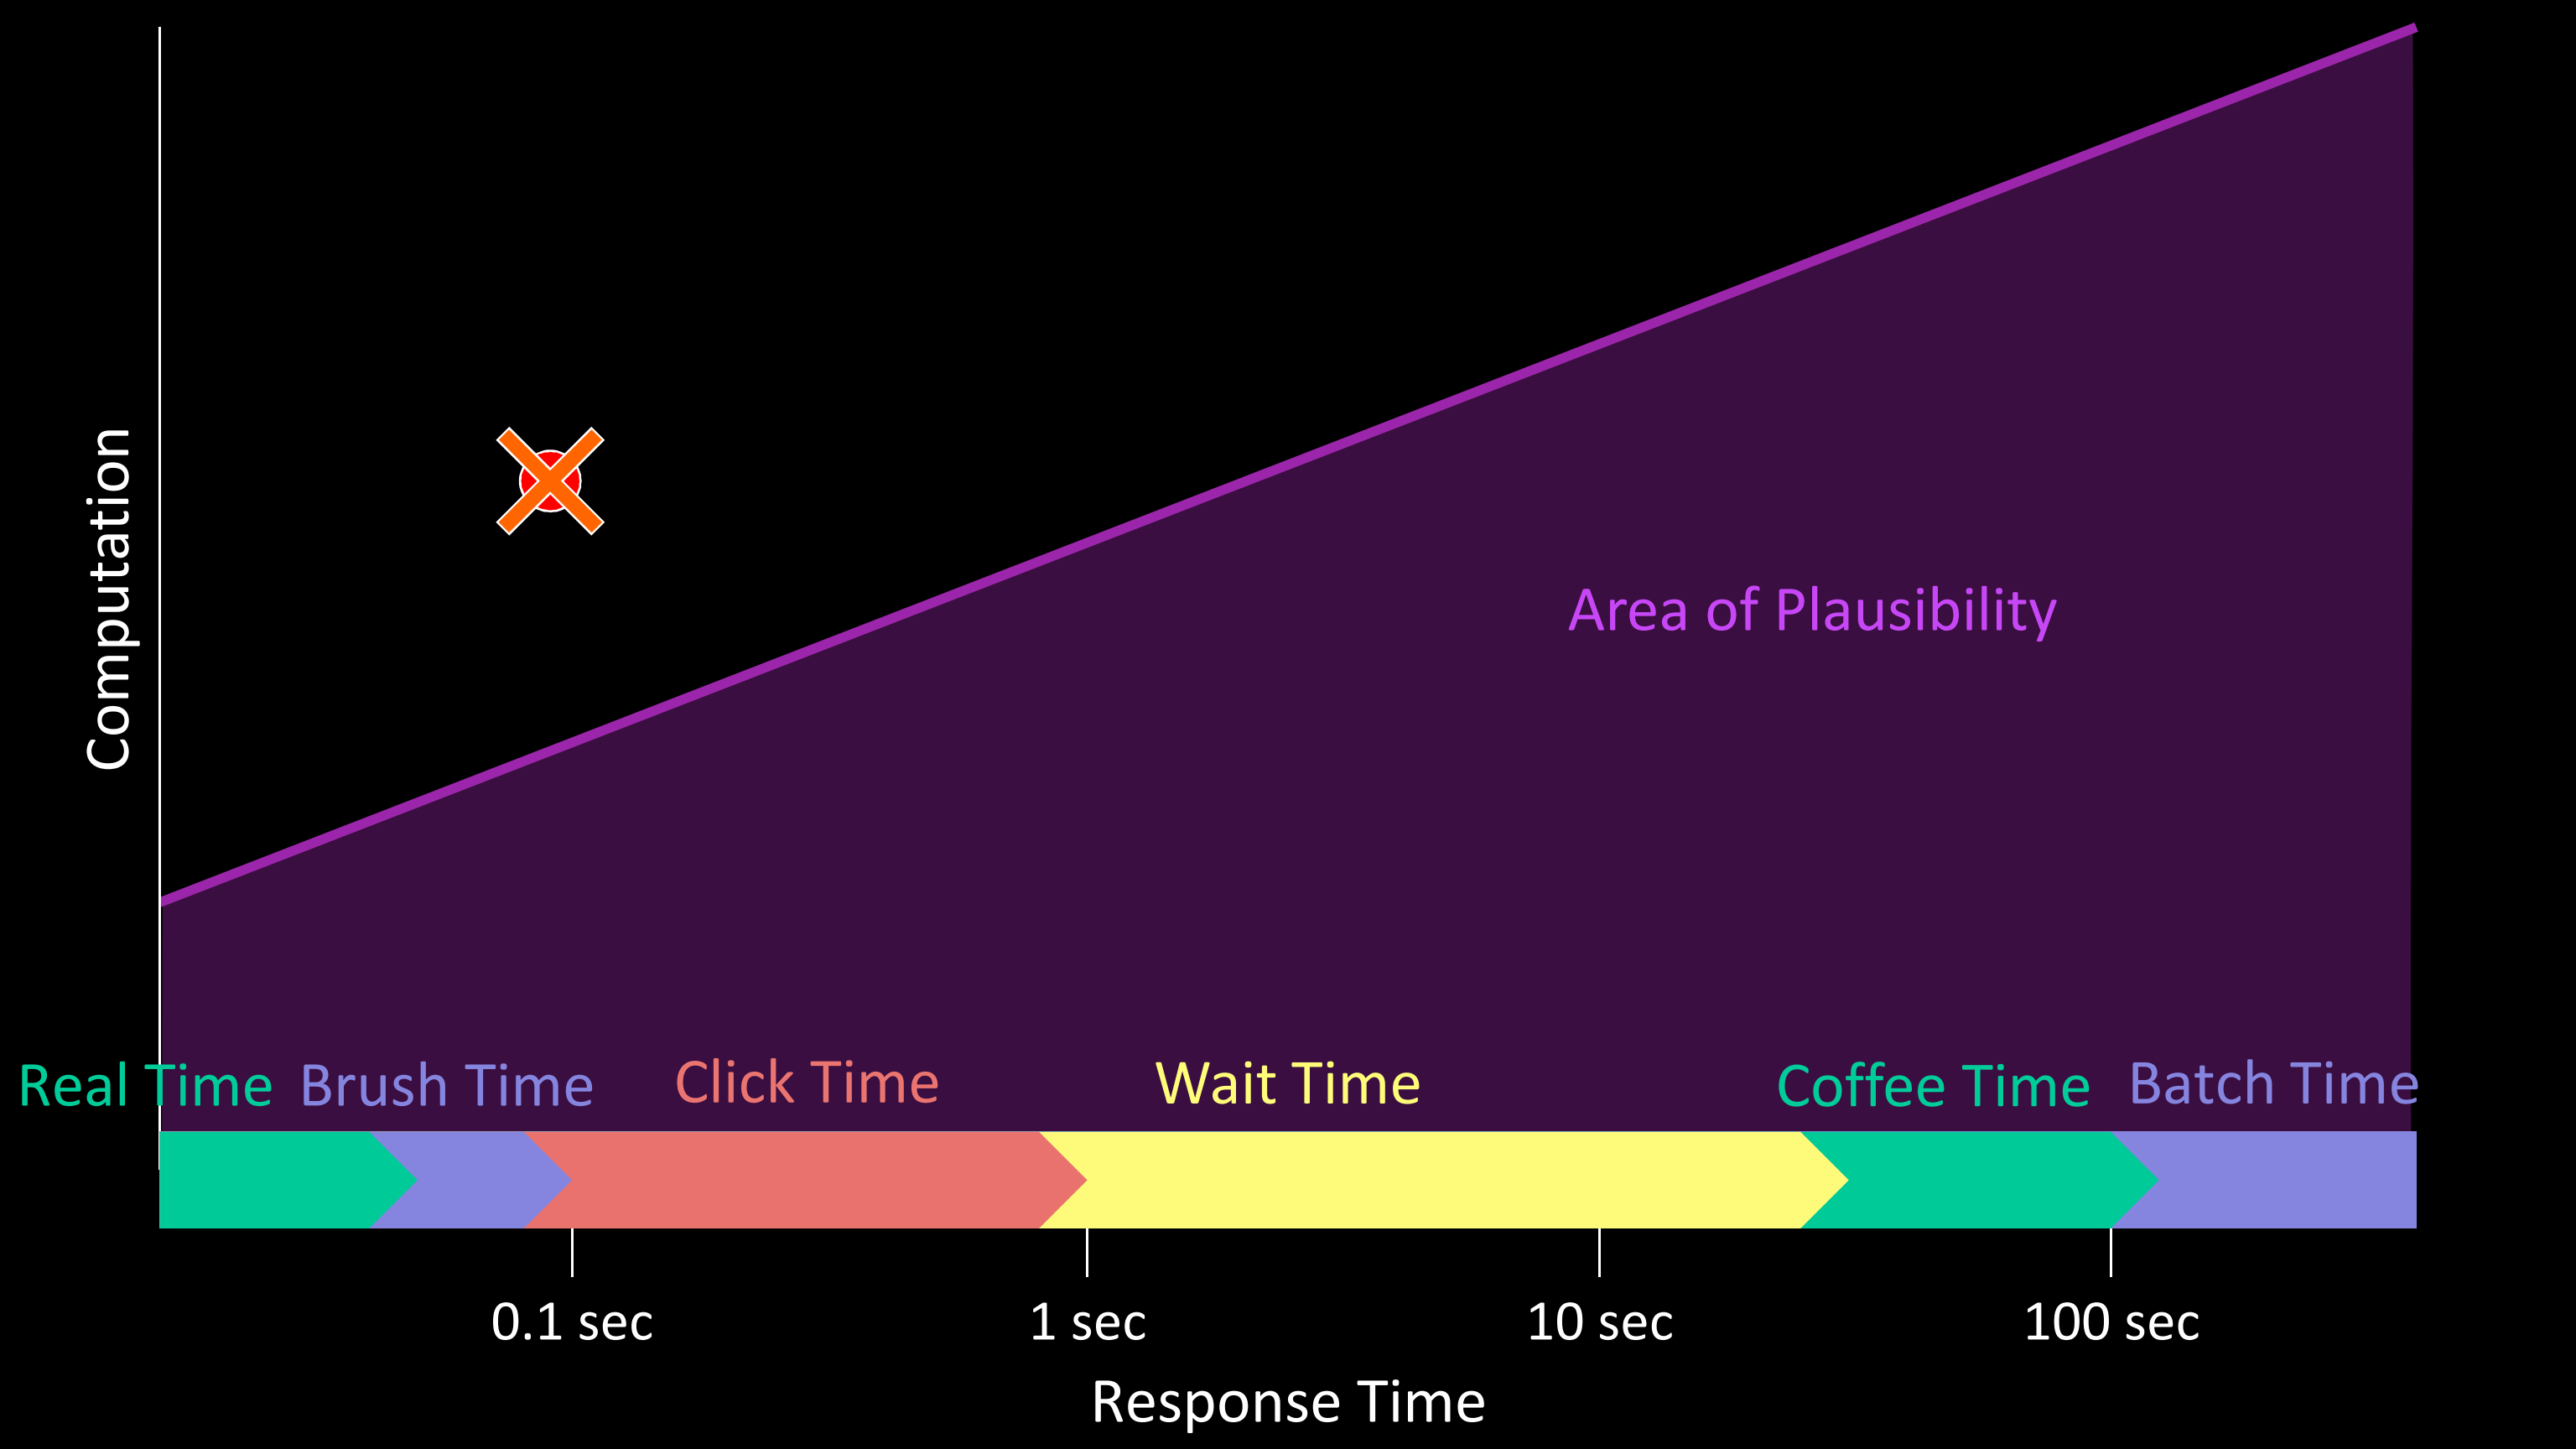 Computation
Area of Plausibility
Real Time
Brush Time
Click Time
Wait Time
Coffee Time
Batch Time
0.1 sec
1 sec
10 sec
100 sec
Response Time